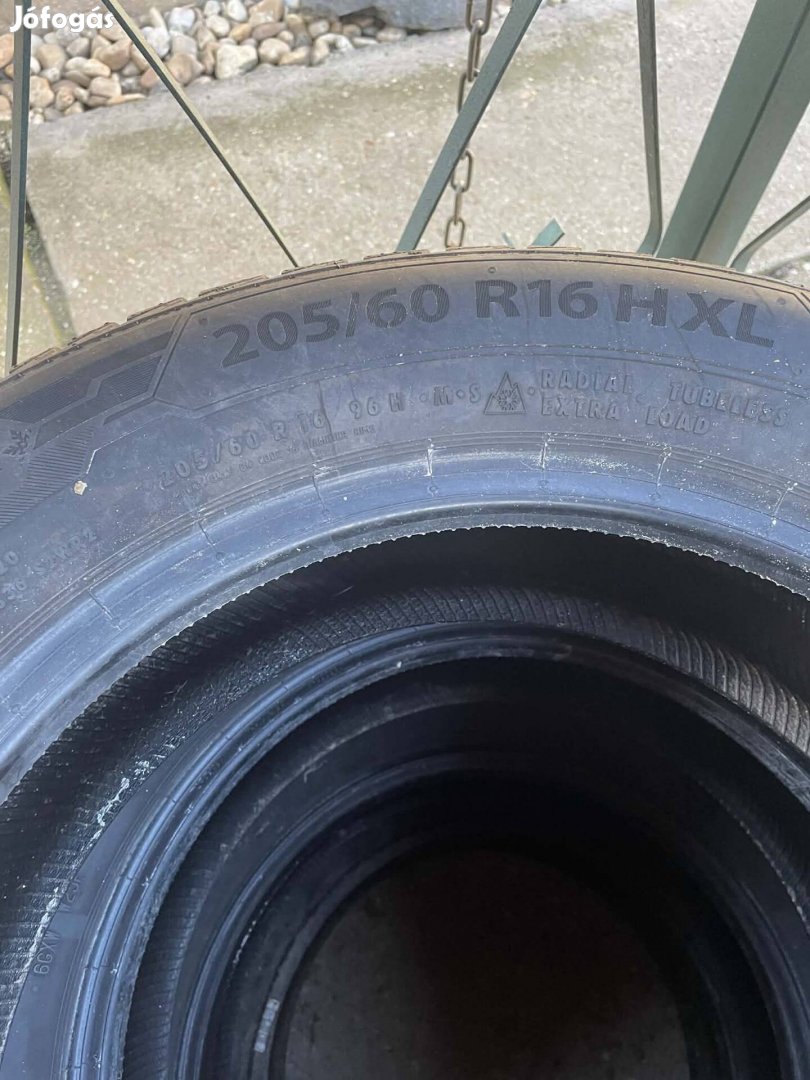 Jófogás
205/60 R16 H XL
205/60 R 16 96 H M·S RADIAL TUBELESS
EXTRA LOAD